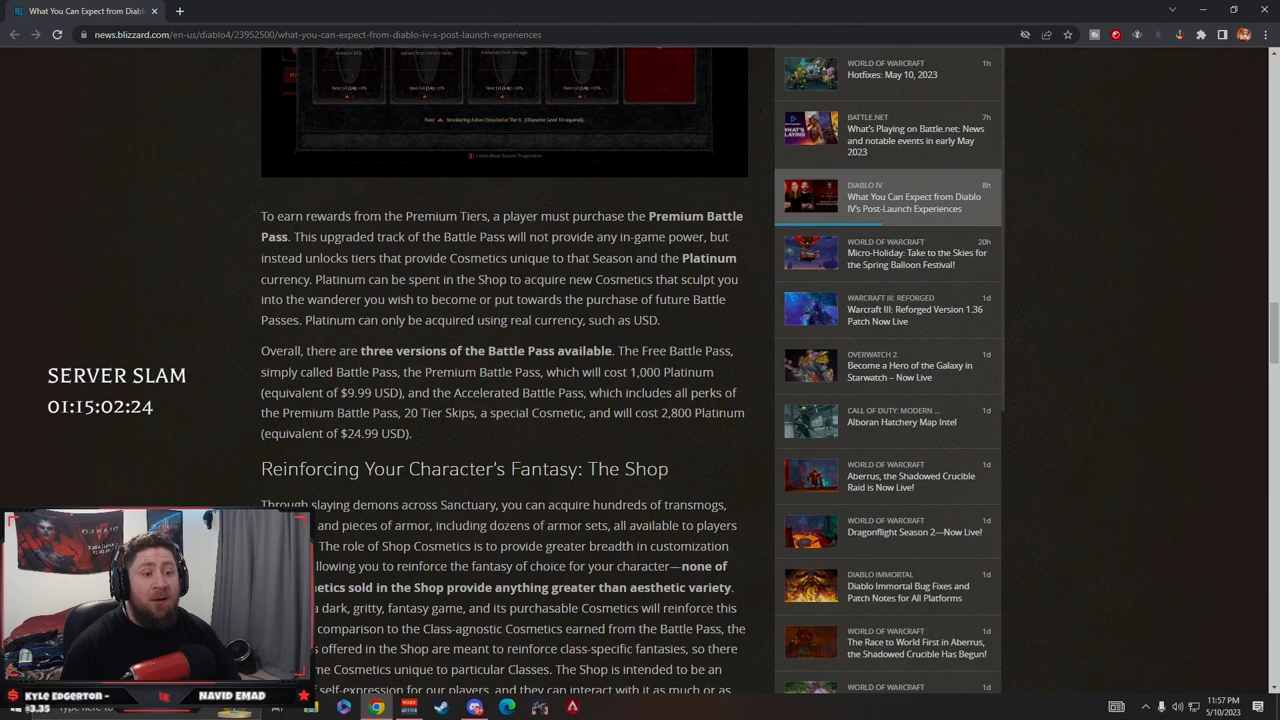 What You Can Expect from Diab
news.blizzard.com/en-us/diablo4/23952500/what-you-can-expect-from-diablo-ivs-post-launch-experiences
Learn about Season Progression
To earn rewards from the Premium Tiers, a player must purchase the Premium Battle
Pass. This upgraded track of the Battle Pass will not provide any in-game power, but
instead unlocks tiers that provide Cosmetics unique to that Season and the Platinum
currency. Platinum can be spent in the Shop to acquire new Cosmetics that sculpt you
into the wanderer you wish to become or put towards the purchase of future Battle
Passes. Platinum can only be acquired using real currency, such as USD.
Overall, there are three versions of the Battle Pass available. The Free Battle Pass,
simply called Battle Pass, the Premium Battle Pass, which will cost 1,000 Platinum
(equivalent of $9.99 USD), and the Accelerated Battle Pass, which includes all perks of
the Premium Battle Pass, 20 Tier Skips, a special Cosmetic, and will cost 2,800 Platinum
(equivalent of $24.99 USD).
Reinforcing Your Character's Fantasy: The Shop
Through slaying demons across Sanctuary, you can acquire hundreds of transmogs,
and pieces of armor, including dozens of armor sets, all available to players
The role of Shop Cosmetics is to provide greater breadth in customization
llowing you to reinforce the fantasy of choice for your character—none of
etics sold in the Shop provide anything greater than aesthetic variety.
a dark, gritty, fantasy game, and its purchasable Cosmetics will reinforce this
comparison to the Class-agnostic Cosmetics earned from the Battle Pass, the
s offered in the Shop are meant to reinforce class-specific fantasies, so there
me Cosmetics unique to particular Classes. The Shop is intended to be an
self-expression for our players, and they can interact with it as much or as
WORLD OF WARCRAFT 1h
Hotfixes: May 10, 2023
BATTLE.NET 7h
What's Playing on Battle.net: News
and notable events in early May
2023
DIABLO IV 8h
What You Can Expect from Diablo
IV's Post-Launch Experiences
WORLD OF WARCRAFT 20h
Micro-Holiday: Take to the Skies for
the Spring Balloon Festival!
WARCRAFT III: REFORGED 1d
Warcraft III: Reforged Version 1.36
Patch Now Live
OVERWATCH 2 1d
Become a Hero of the Galaxy in
Starwatch – Now Live
CALL OF DUTY: MODERN ... 1d
Alboran Hatchery Map Intel
WORLD OF WARCRAFT 1d
Aberrus, the Shadowed Crucible
Raid is Now Live!
WORLD OF WARCRAFT 1d
Dragonflight Season 2—Now Live!
DIABLO IMMORTAL 1d
Diablo Immortal Bug Fixes and
Patch Notes for All Platforms
WORLD OF WARCRAFT 1d
The Race to World First in Aberrus,
the Shadowed Crucible Has Begun!
WORLD OF WARCRAFT 1d
SERVER SLAM
01:15:02:24
KYLE EDGERTON -
$3.35
NAVID EMAD
Type here to
11:57 PM
5/10/2023